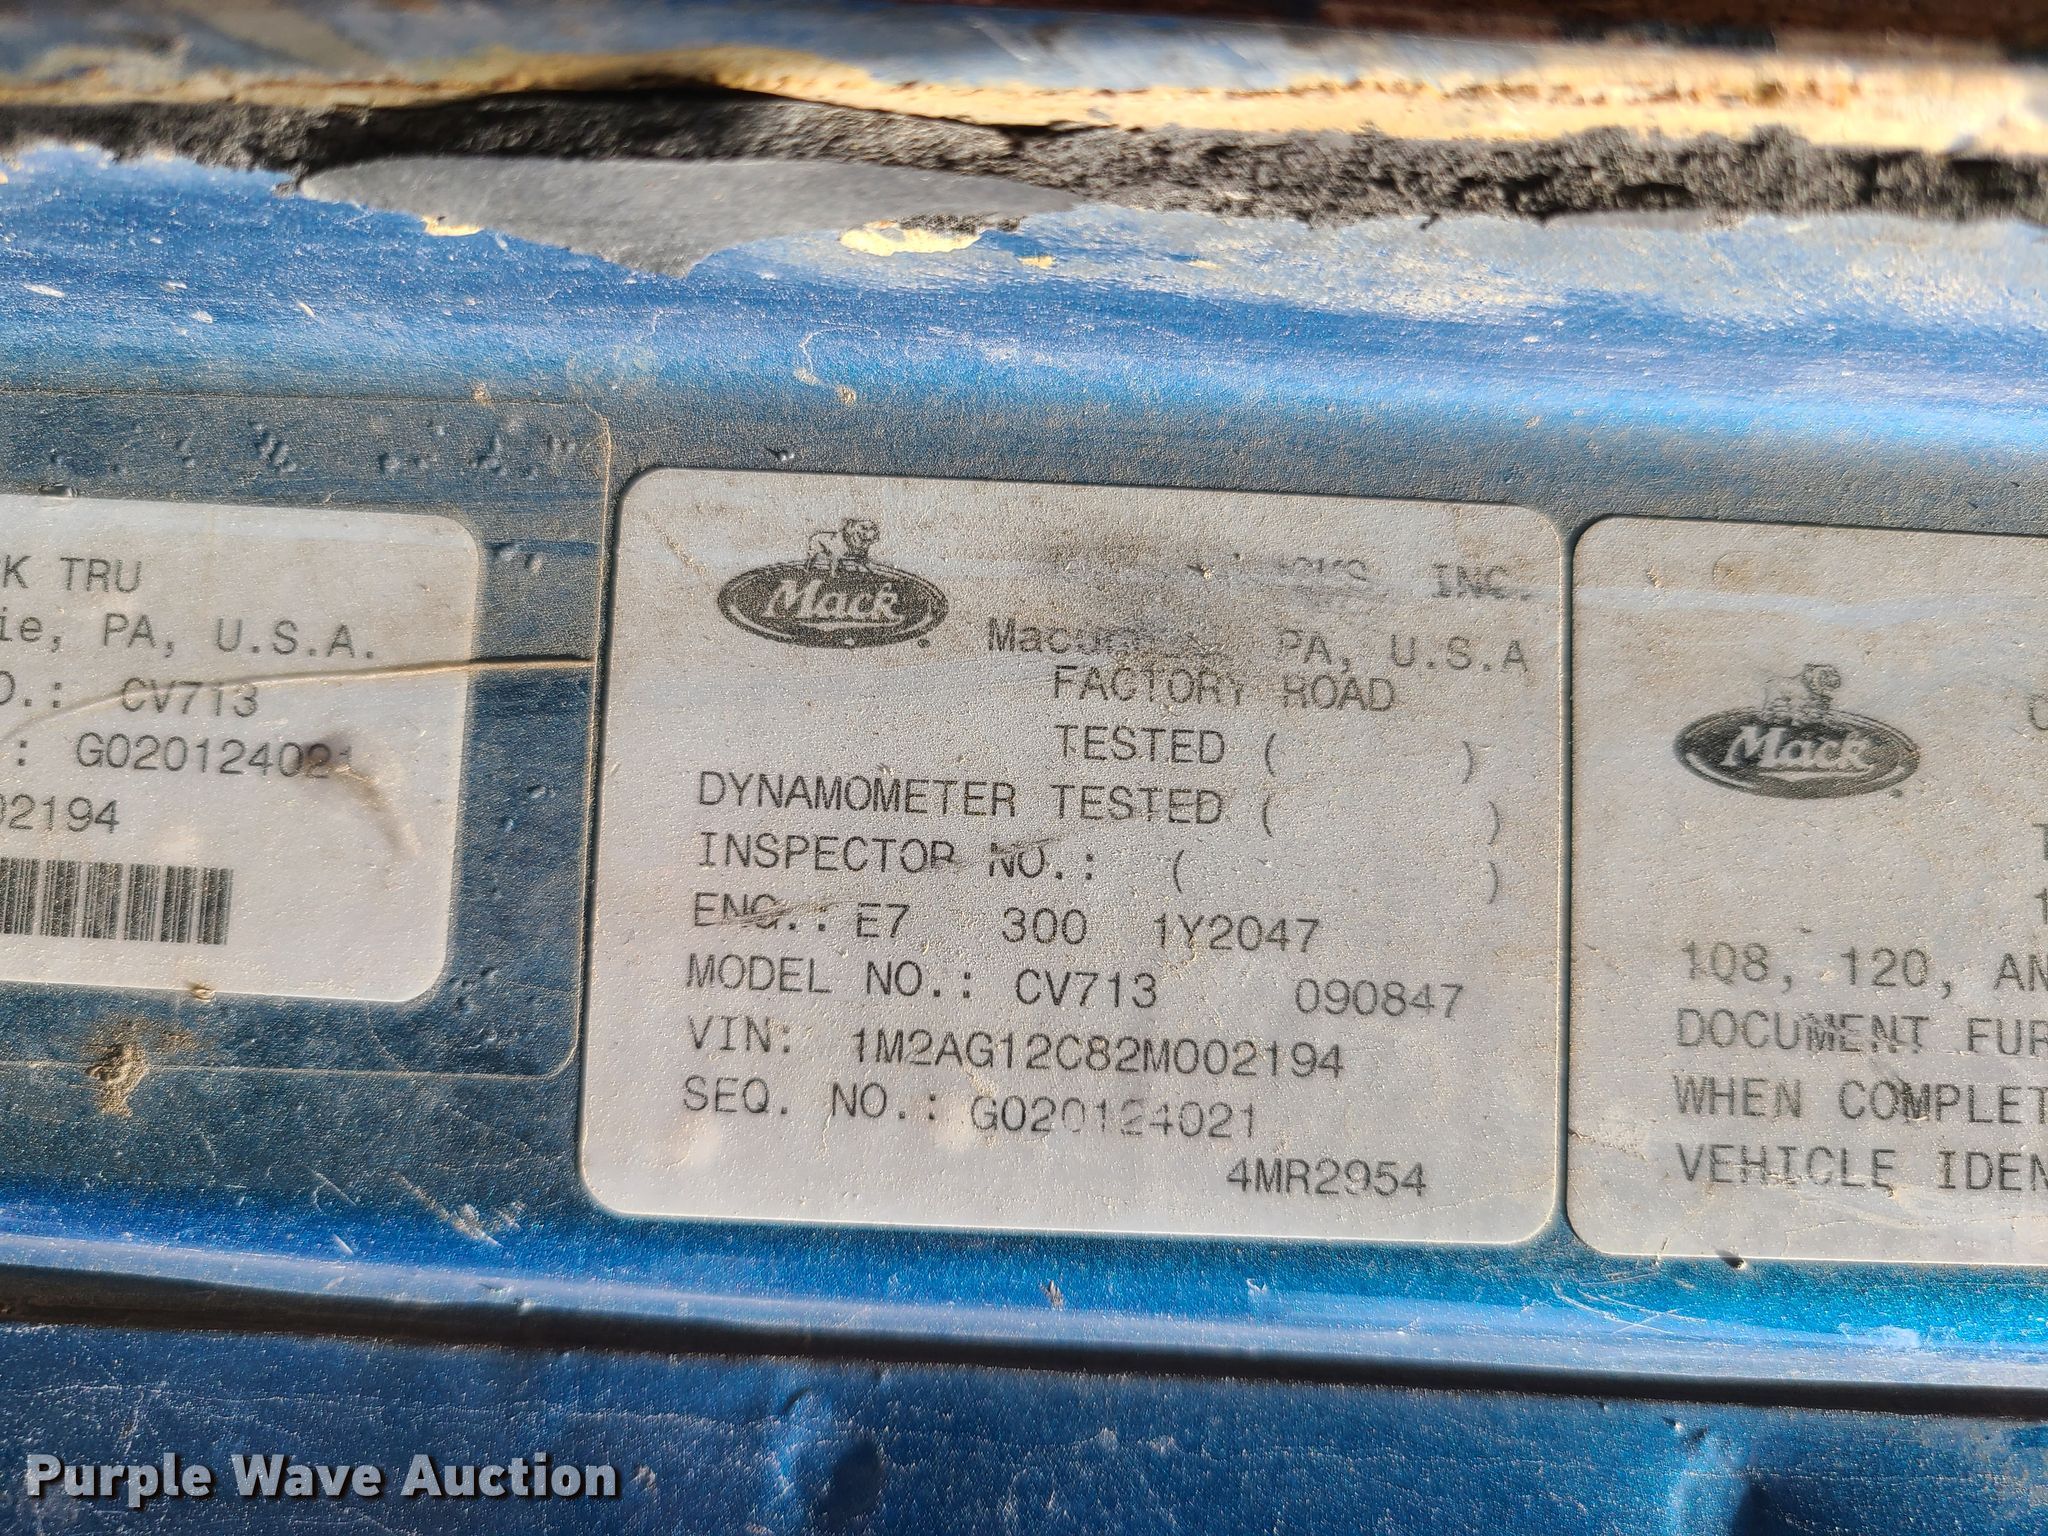 K TRU
ie, PA, U.S.A.
O.: CV713
: G020124021
02194
Mack
INC.
PA, U.S.A
FACTORY ROAD
TESTED ( )
DYNAMOMETER TESTED ( )
INSPECTOR NO.: ( )
ENG.: E7 300 1Y2047
MODEL NO.: CV713 090847
VIN: 1M2AG12C82M002194
SEQ. NO.: G020124021
4MR2954
Mack
108, 120, AN
DOCUMENT FUR
WHEN COMPLET
VEHICLE IDEN
Purple Wave Auction